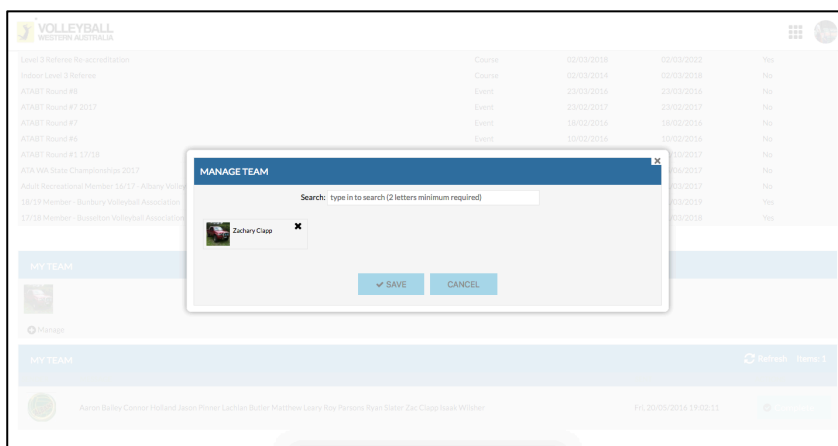 VOLLEYBALL
WESTERN AUSTRALIA
Level 3 Referee Re-accreditation Course 02/03/2018 02/03/2022 Yes
Indoor Level 3 Referee Course 02/03/2014 02/03/2018 No
ATABT Round #8 Event 23/03/2016 23/03/2016 No
ATABT Round #7 2017 Event 23/02/2017 23/02/2017 No
ATABT Round #7 Event 18/02/2016 18/02/2016 No
ATABT Round #6 Event 10/02/2016 10/02/2016 No
ATABT Round #1 17/18 /10/2017 No
ATA WA State Championships 2017 /06/2017 No
Adult Recreational Member 16/17 - Albany Volley /03/2017 No
18/19 Member - Bunbury Volleyball Association /03/2019 Yes
17/18 Member - Busselton Volleyball Association /03/2018 Yes
MANAGE TEAM
Search: type in to search (2 letters minimum required)
Zachary Clapp
SAVE CANCEL
MY TEAM
Manage
MY TEAM Refresh Items: 1
Aaron Bailey Connor Holland Jason Pinner Lachlan Butler Matthew Leary Roy Parsons Ryan Slater Zac Clapp Isaak Wilsher Fri, 20/05/2016 19:02:11